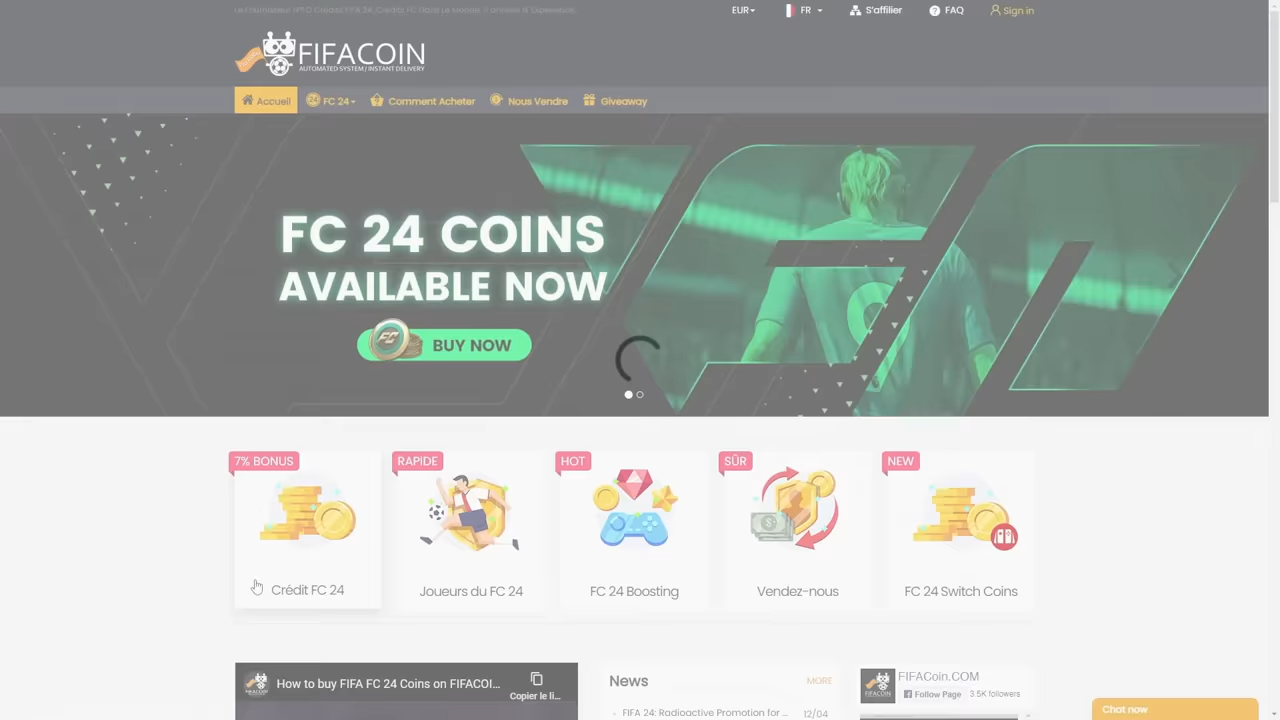 EUR
FR
S'affilier
FAQ
Sign in
FIFACOIN
AUTOMATED SYSTEM / INSTANT DELIVERY
Accueil
FC 24
Comment Acheter
Nous Vendre
Giveaway
FC 24 COINS
AVAILABLE NOW
BUY NOW
7% BONUS
RAPIDE
HOT
SÛR
NEW
Crédit FC 24
Joueurs du FC 24
FC 24 Boosting
Vendez-nous
FC 24 Switch Coins
How to buy FIFA FC 24 Coins on FIFACOI...
Copier le li...
News
MORE
FIFA 24: Radioactive Promotion for ...
12/04
FIFACoin.COM
Follow Page
3.5K followers
Chat now